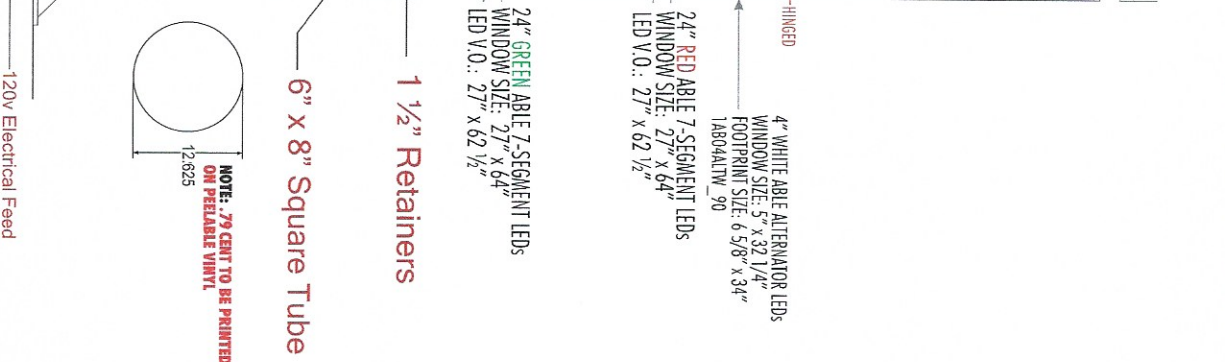 -HINGED
4" WHITE ABLE ALTERNATOR LEDs
WINDOW SIZE: 5" x 32 1/4"
FOOTPRINT SIZE: 6 5/8" x 34"
1AB04ALTW_90
24" RED ABLE 7-SEGMENT LEDs
WINDOW SIZE: 27" x 64"
LED V.O.: 27" x 62 ½"
24" GREEN ABLE 7-SEGMENT LEDs
WINDOW SIZE: 27" x 64"
LED V.O.: 27" x 62 ½"
1 ½" Retainers
6" x 8" Square Tube
NOTE: .79 CENT TO BE PRINTED
ON PEELABLE VINYL
12.625
120v Electrical Feed